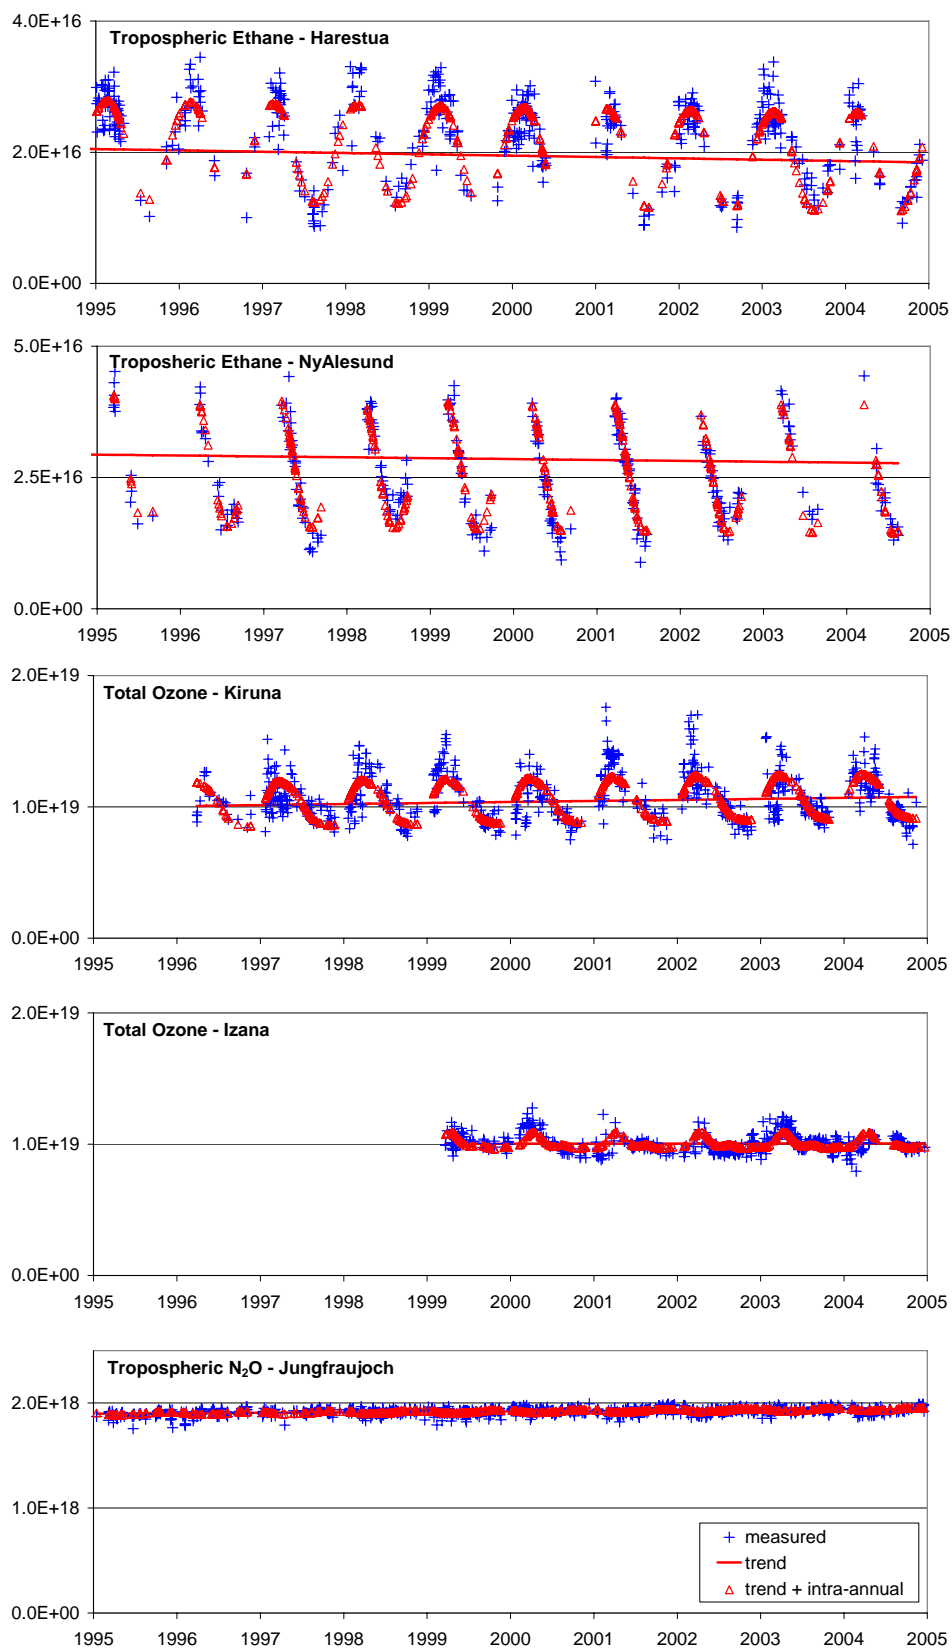 Tropospheric Ethane - Harestua
4.0E+16
2.0E+16
0.0E+00
1995 1996 1997 1998 1999 2000 2001 2002 2003 2004 2005
Troposheric Ethane - NyAlesund
5.0E+16
2.5E+16
0.0E+00
1995 1996 1997 1998 1999 2000 2001 2002 2003 2004 2005
Total Ozone - Kiruna
2.0E+19
1.0E+19
0.0E+00
1995 1996 1997 1998 1999 2000 2001 2002 2003 2004 2005
Total Ozone - Izana
2.0E+19
1.0E+19
0.0E+00
1995 1996 1997 1998 1999 2000 2001 2002 2003 2004 2005
Tropospheric N₂O - Jungfraujoch
2.0E+18
1.0E+18
0.0E+00
measured
trend
trend + intra-annual
1995 1996 1997 1998 1999 2000 2001 2002 2003 2004 2005